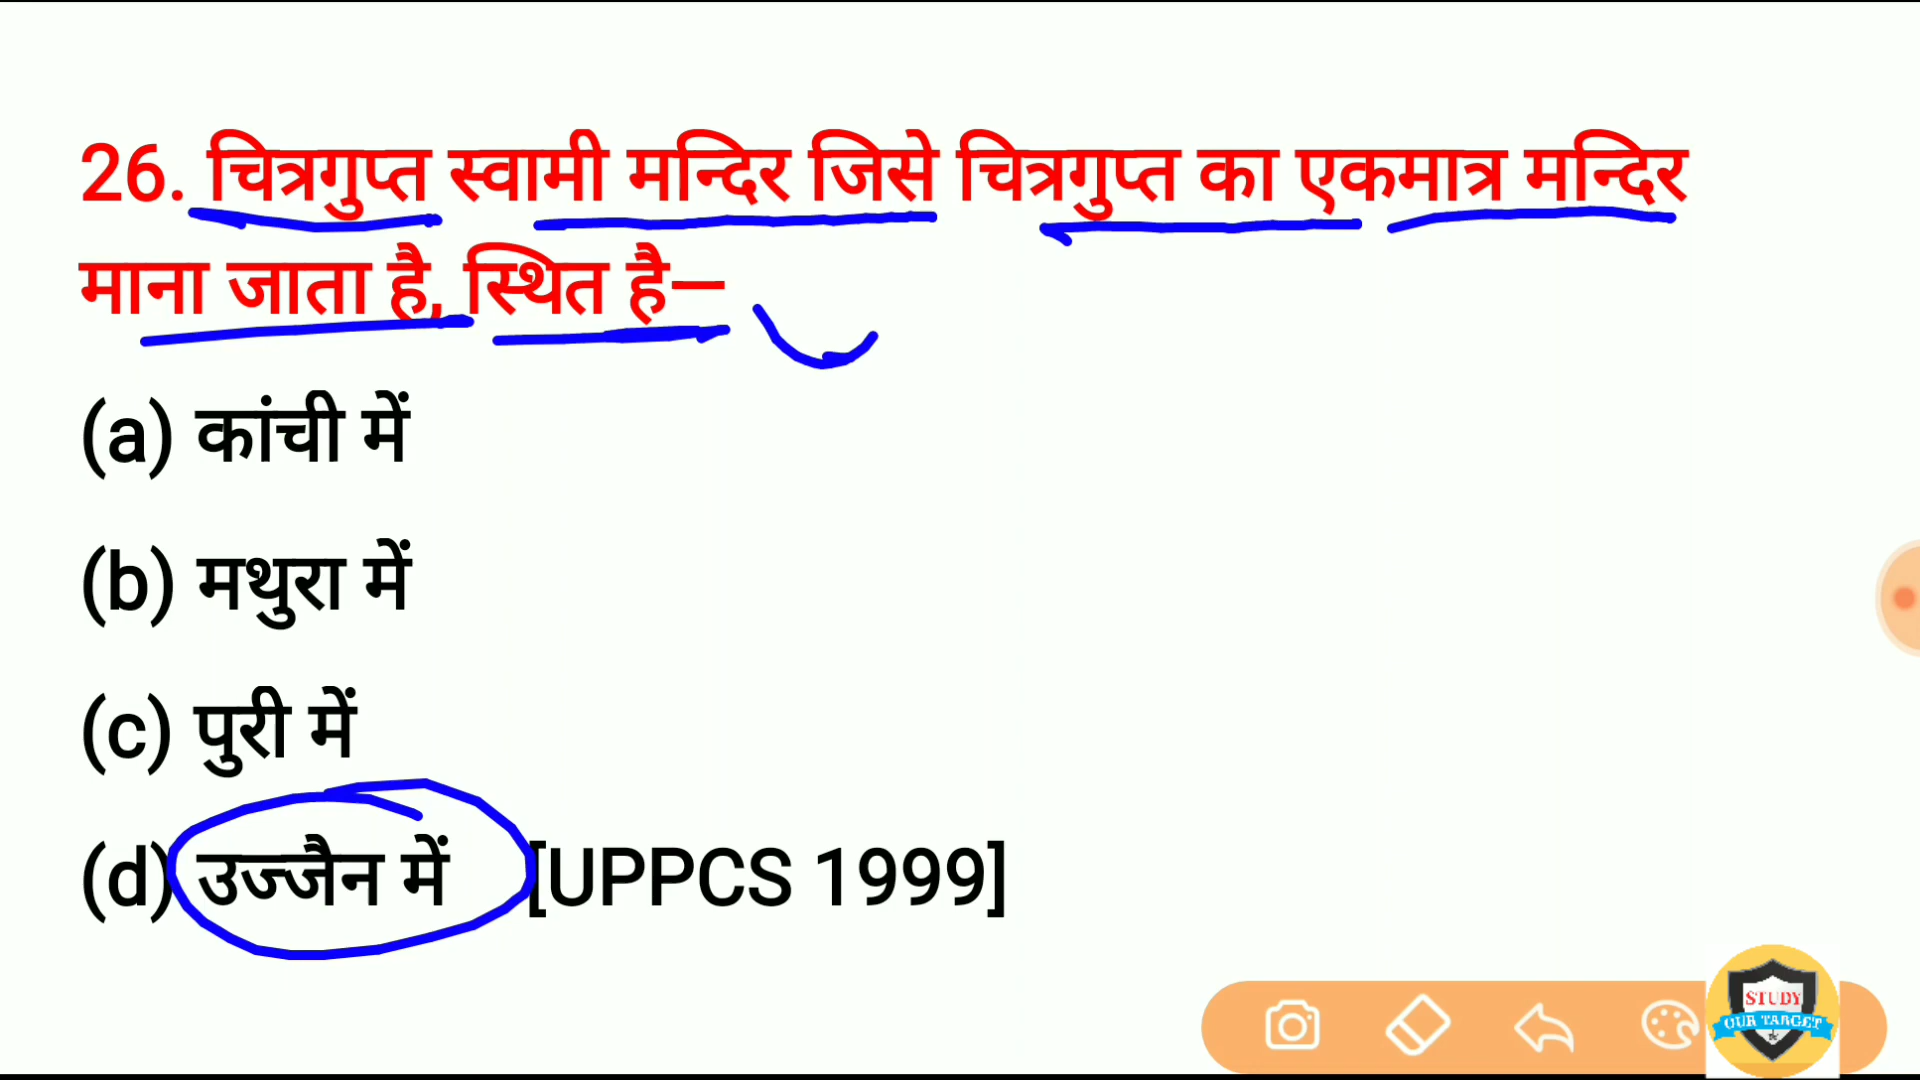 26. चित्रगुप्त स्वामी मन्दिर जिसे चित्रगुप्त का एकमात्र मन्दिर
माना जाता है, स्थित है—
(a) कांची में
(b) मथुरा में
(c) पुरी में
(d) उज्जैन में [UPPCS 1999]
STUDY
OUR TARGET